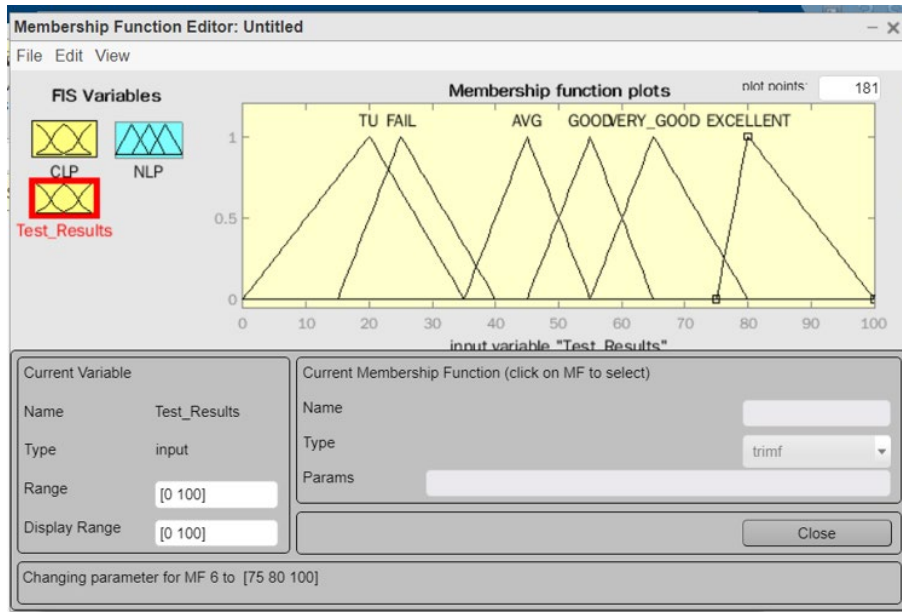 Membership Function Editor: Untitled
File Edit View
FIS Variables
CLP NLP
Test_Results
Membership function plots
plot points: 181
TU FAIL AVG GOOD VERY_GOOD EXCELLENT
1
0.5
0
0 10 20 30 40 50 60 70 80 90 100
input variable "Test_Results"
Current Variable
Name Test_Results
Type input
Range [0 100]
Display Range [0 100]
Current Membership Function (click on MF to select)
Name
Type trimf
Params
Close
Changing parameter for MF 6 to [75 80 100]